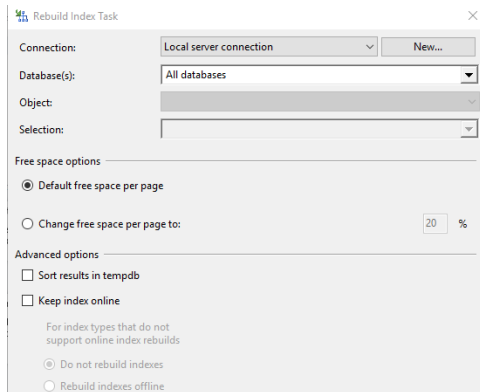 Rebuild Index Task
Connection: Local server connection New...
Database(s): All databases
Object:
Selection:
Free space options
Default free space per page
Change free space per page to: 20 %
Advanced options
Sort results in tempdb
Keep index online
For index types that do not
support online index rebuilds
Do not rebuild indexes
Rebuild indexes offline